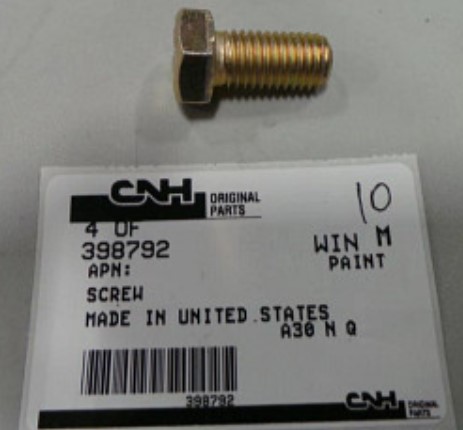 CNH ORIGINAL PARTS
10
4 OF
398792
WIN M
PAINT
APN:
SCREW
MADE IN UNITED STATES
A30 N Q
398792
CNH ORIGINAL PARTS